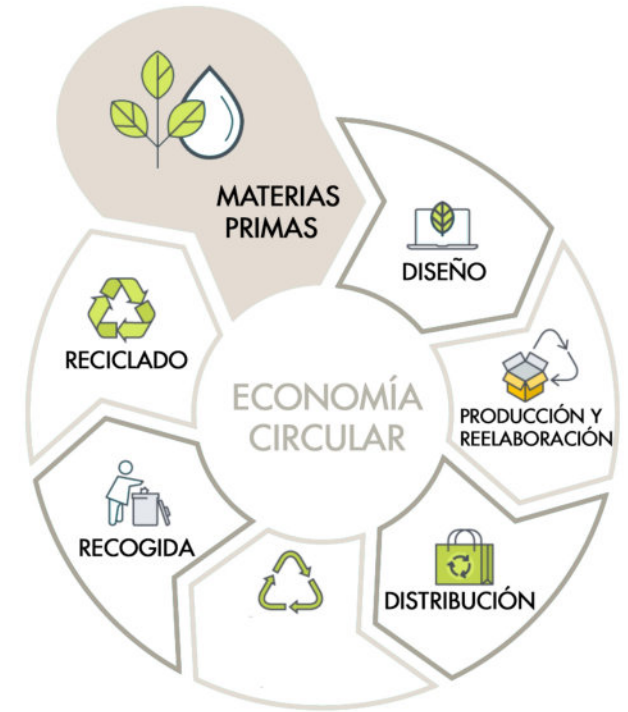 MATERIAS
PRIMAS
DISEÑO
PRODUCCIÓN Y
REELABORACIÓN
DISTRIBUCIÓN
RECOGIDA
RECICLADO
ECONOMÍA
CIRCULAR